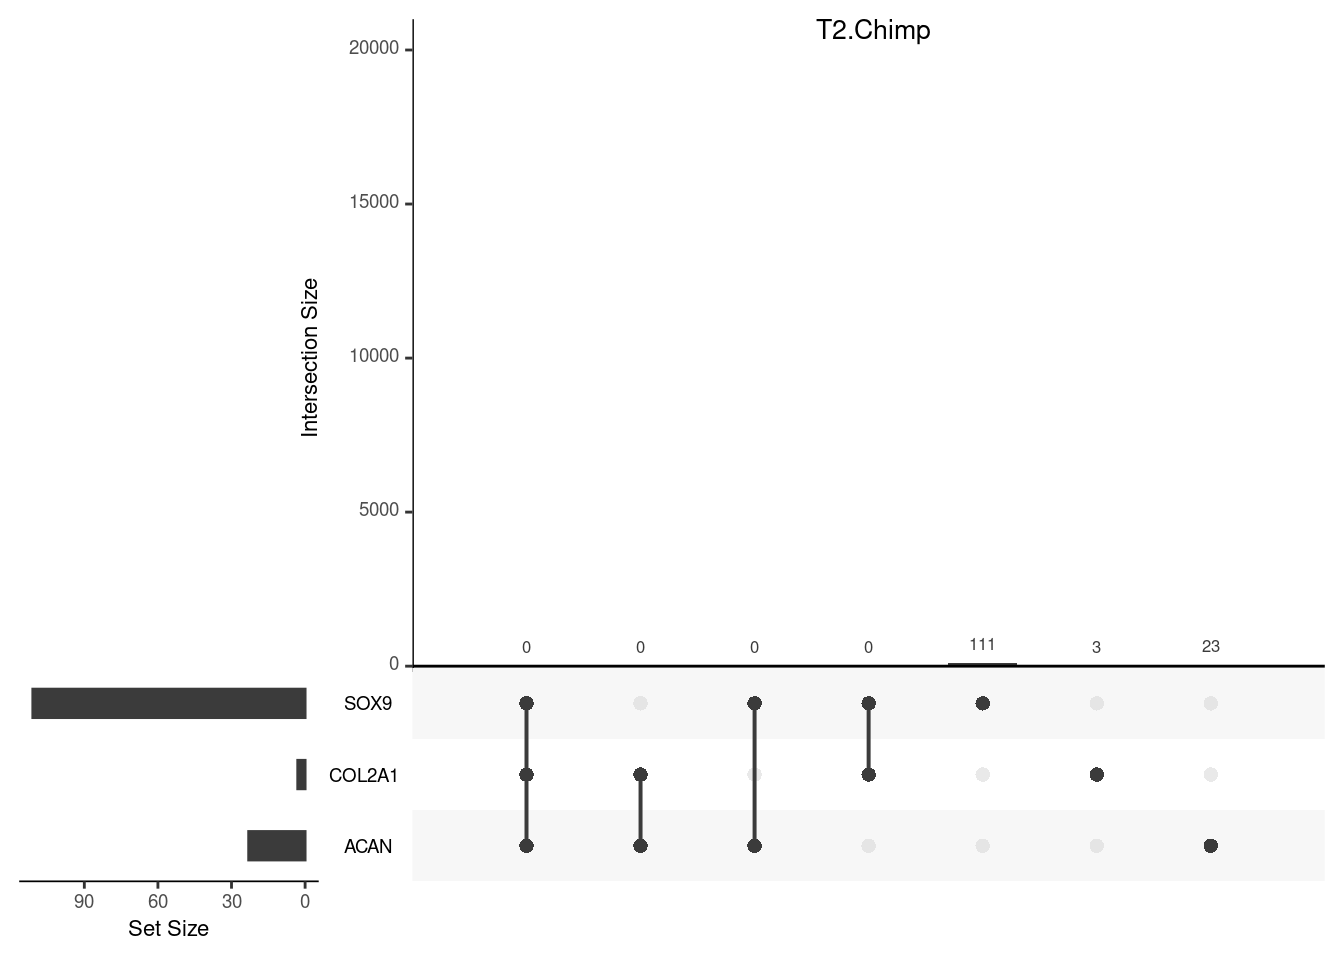 T2.Chimp
20000
15000
10000
5000
0
Intersection Size
0 0 0 0 111 3 23
SOX9
COL2A1
ACAN
90 60 30 0
Set Size